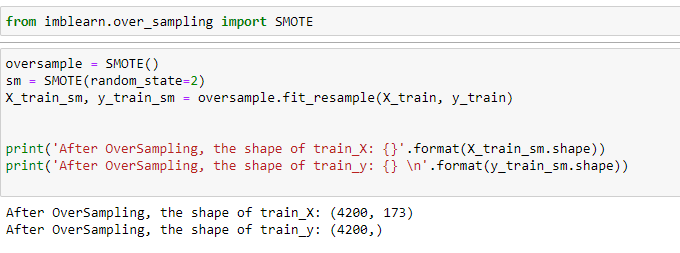 from imblearn.over_sampling import SMOTE
oversample = SMOTE()
sm = SMOTE(random_state=2)
X_train_sm, y_train_sm = oversample.fit_resample(X_train, y_train)
print('After OverSampling, the shape of train_X: {}'.format(X_train_sm.shape))
print('After OverSampling, the shape of train_y: {} \n'.format(y_train_sm.shape))
After OverSampling, the shape of train_X: (4200, 173)
After OverSampling, the shape of train_y: (4200,)